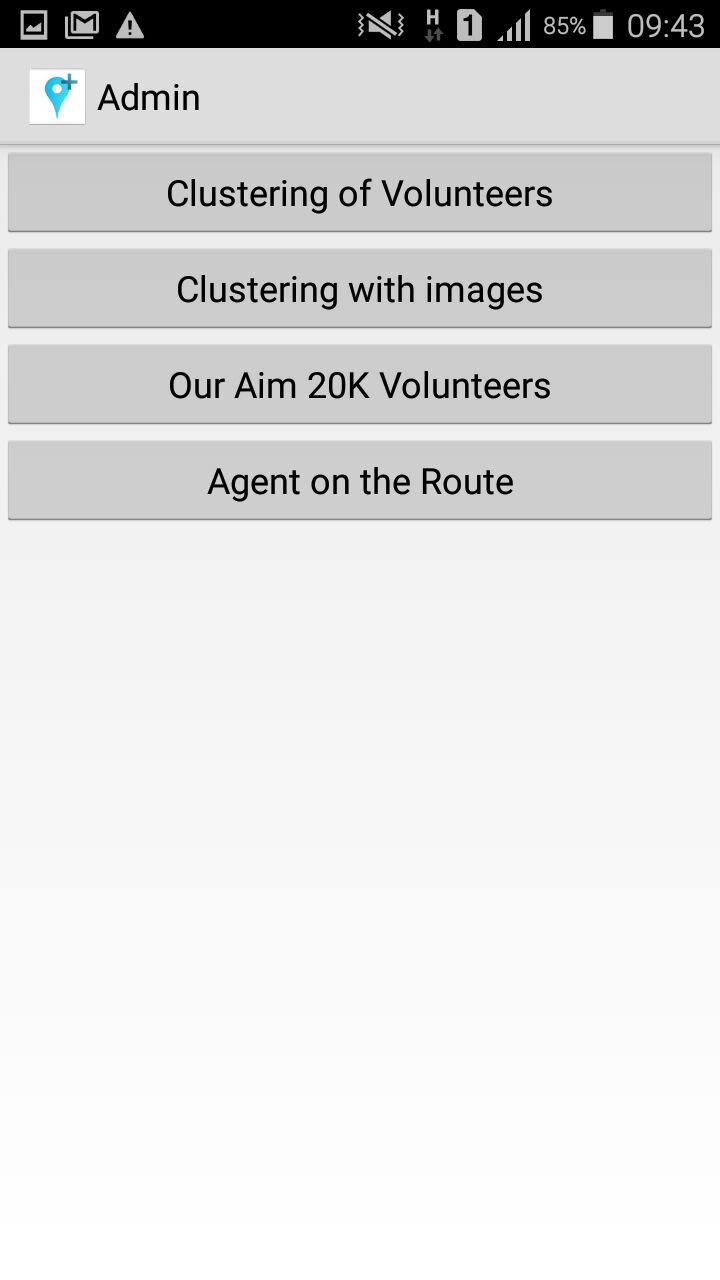 H 1 85% 09:43
Admin
Clustering of Volunteers
Clustering with images
Our Aim 20K Volunteers
Agent on the Route